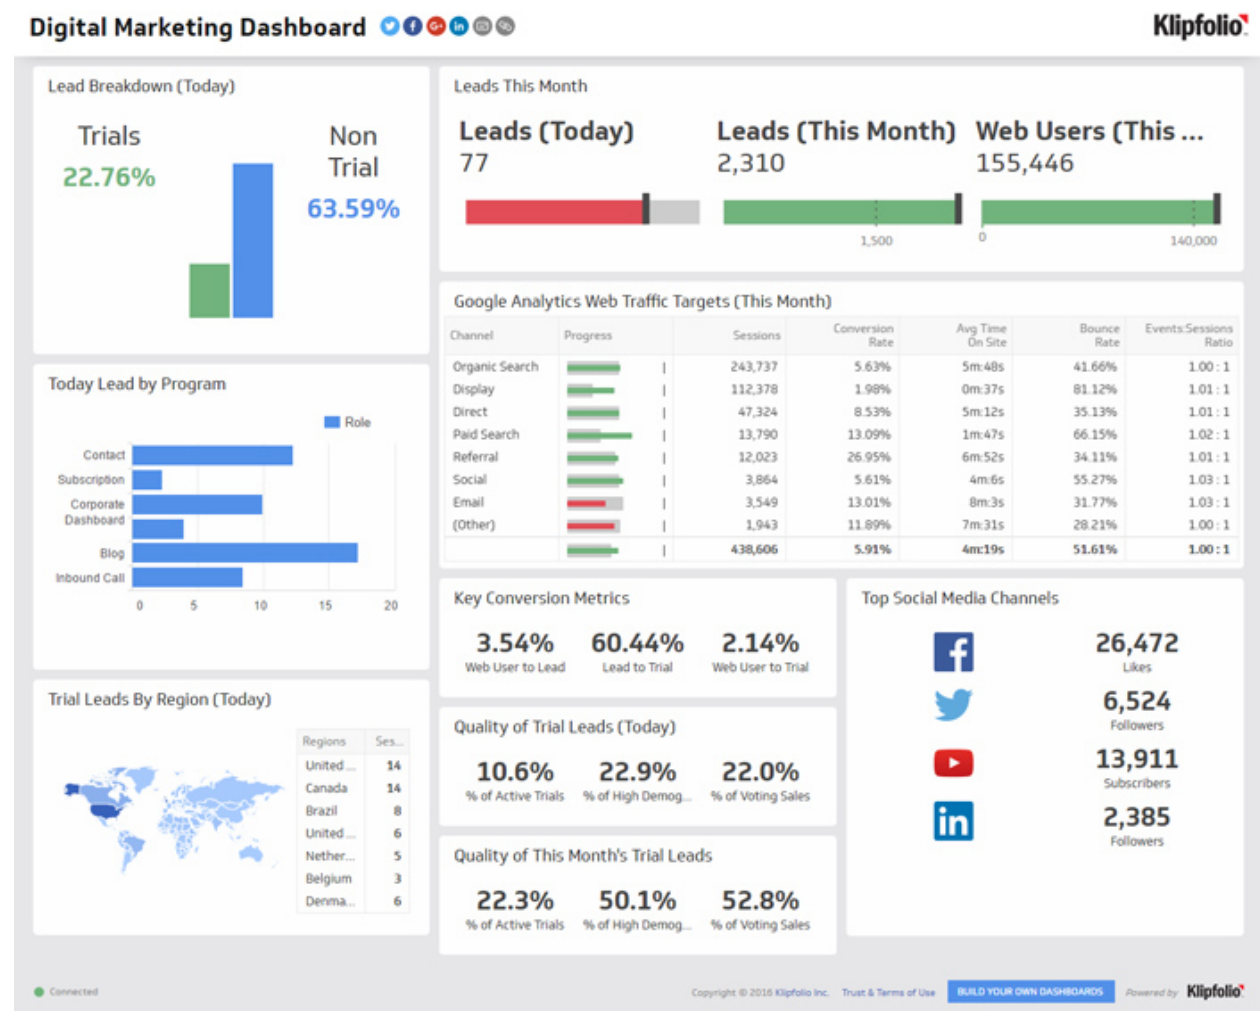 Digital Marketing Dashboard
Klipfolio
Lead Breakdown (Today)
Trials
22.76%
Non
Trial
63.59%
Leads This Month
Leads (Today)
77
Leads (This Month)
2,310
1,500
Web Users (This ...
155,446
0 140,000
Google Analytics Web Traffic Targets (This Month)
Channel Progress Sessions Conversion Rate Avg Time On Site Bounce Rate Events:Sessions Ratio
Organic Search 243,737 5.63% 5m:48s 41.66% 1.00 : 1
Display 112,378 1.98% 0m:37s 81.12% 1.01 : 1
Direct 47,324 8.53% 5m:12s 35.13% 1.01 : 1
Paid Search 13,790 13.09% 1m:47s 66.15% 1.02 : 1
Referral 12,023 26.95% 6m:52s 34.11% 1.01 : 1
Social 3,864 5.61% 4m:6s 55.27% 1.03 : 1
Email 3,549 13.01% 8m:3s 31.77% 1.03 : 1
(Other) 1,943 11.89% 7m:31s 28.21% 1.00 : 1
438,606 5.91% 4m:19s 51.61% 1.00 : 1
Today Lead by Program
Role
Contact
Subscription
Corporate
Dashboard
Blog
Inbound Call
0 5 10 15 20
Key Conversion Metrics
3.54% 60.44% 2.14%
Web User to Lead Lead to Trial Web User to Trial
Top Social Media Channels
26,472
Likes
6,524
Followers
13,911
Subscribers
2,385
Followers
Trial Leads By Region (Today)
Regions Ses...
United ... 14
Canada 14
Brazil 8
United ... 6
Nether... 5
Belgium 3
Denma... 6
Quality of Trial Leads (Today)
10.6% 22.9% 22.0%
% of Active Trials % of High Demog... % of Voting Sales
Quality of This Month's Trial Leads
22.3% 50.1% 52.8%
% of Active Trials % of High Demog... % of Voting Sales
Connected
Copyright © 2016 Klipfolio Inc. Trust & Terms of Use BUILD YOUR OWN DASHBOARDS Powered by Klipfolio